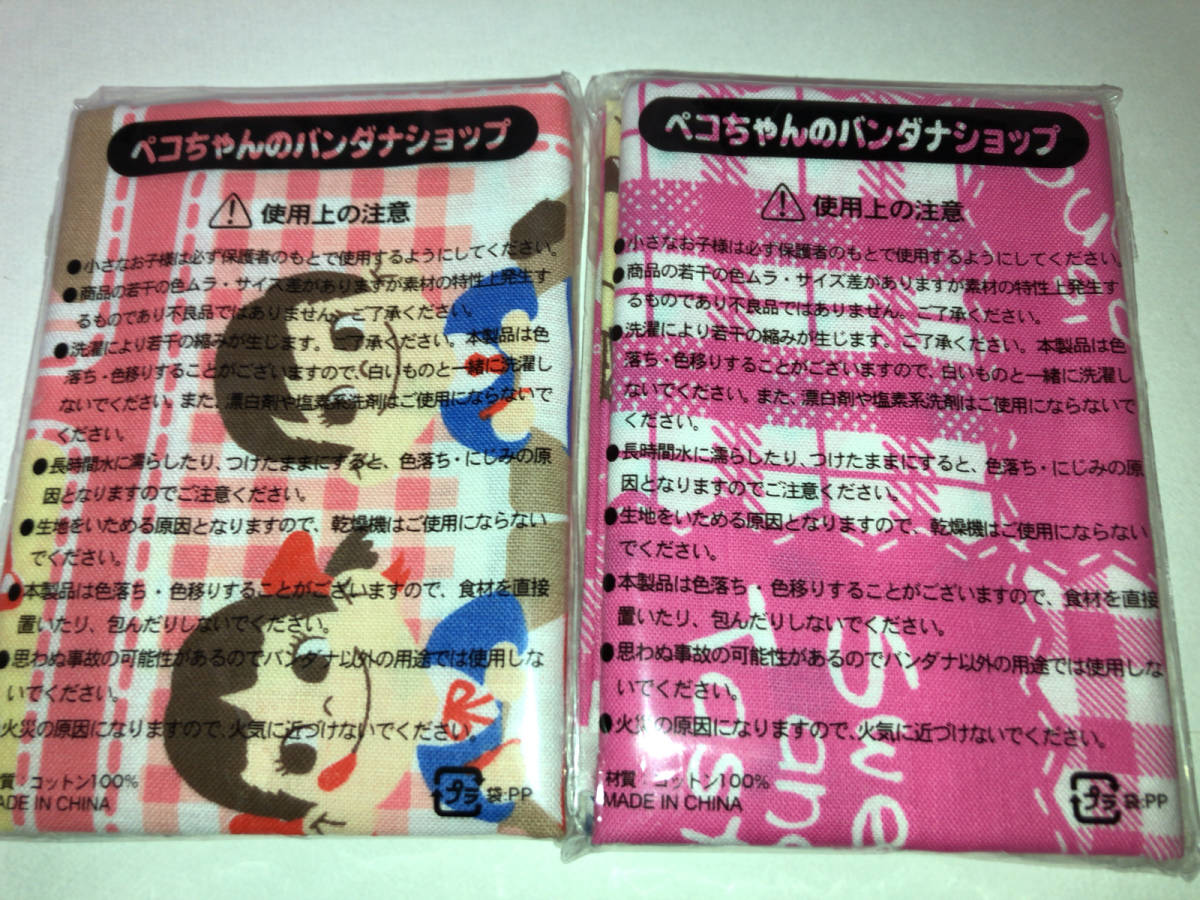 ペコちゃんのバンダナショップ
使用上の注意
●小さなお子様は必ず保護者のもとで使用するようにしてください。
●商品の若干の色ムラ・サイズ差がありますが素材の特性上発生す
るものであり不良品ではありません。ご了承ください。
●洗濯により若干の縮みが生じます。ご了承ください。本製品は色
落ち・色移りすることがございますので、白いものと一緒に洗濯し
ないでください。また、漂白剤や塩素系洗剤はご使用にならないで
ください。
●長時間水に濡らしたり、つけたままにすると、色落ち・にじみの原
因となりますのでご注意ください。
●生地をいためる原因となりますので、乾燥機はご使用にならない
でください。
●本製品は色落ち・色移りすることがございますので、食材を直接
置いたり、包んだりしないでください。
●思わぬ事故の可能性があるのでバンダナ以外の用途では使用しな
いでください。
火災の原因になりますので、火気に近づけないでください。
材質:コットン100%
MADE IN CHINA
プラ 袋:PP
ペコちゃんのバンダナショップ
使用上の注意
●小さなお子様は必ず保護者のもとで使用するようにしてください。
●商品の若干の色ムラ・サイズ差がありますが素材の特性上発生す
るものであり不良品ではありません。ご了承ください。
●洗濯により若干の縮みが生じます。ご了承ください。本製品は色
落ち・色移りすることがございますので、白いものと一緒に洗濯し
ないでください。また、漂白剤や塩素系洗剤はご使用にならないで
ください。
●長時間水に濡らしたり、つけたままにすると、色落ち・にじみの原
因となりますのでご注意ください。
●生地をいためる原因となりますので、乾燥機はご使用にならない
でください。
●本製品は色落ち・色移りすることがございますので、食材を直接
置いたり、包んだりしないでください。
●思わぬ事故の可能性があるのでバンダナ以外の用途では使用しな
いでください。
●火災の原因になりますので、火気に近づけないでください。
材質:コットン100%
MADE IN CHINA
プラ 袋:PP
Swe
and
Tast